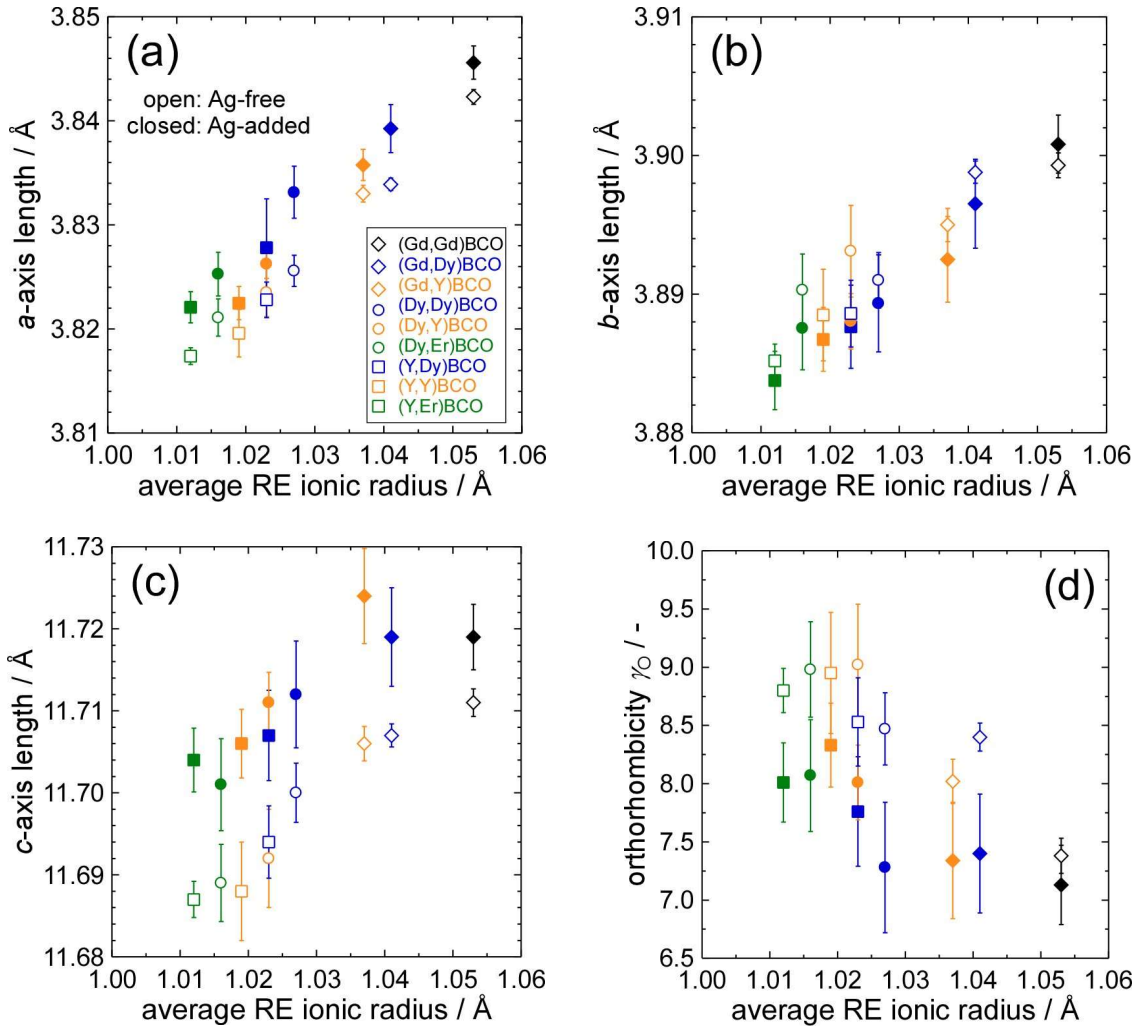 (a)
open: Ag-free
closed: Ag-added
3.85
3.84
3.83
3.82
3.81
a-axis length / Å
(Gd,Gd)BCO
(Gd,Dy)BCO
(Gd,Y)BCO
(Dy,Dy)BCO
(Dy,Y)BCO
(Dy,Er)BCO
(Y,Dy)BCO
(Y,Y)BCO
(Y,Er)BCO
1.00 1.01 1.02 1.03 1.04 1.05 1.06
average RE ionic radius / Å
(b)
3.91
3.90
3.89
3.88
b-axis length / Å
1.00 1.01 1.02 1.03 1.04 1.05 1.06
average RE ionic radius / Å
(c)
11.73
11.72
11.71
11.70
11.69
11.68
c-axis length / Å
1.00 1.01 1.02 1.03 1.04 1.05 1.06
average RE ionic radius / Å
(d)
10.0
9.5
9.0
8.5
8.0
7.5
7.0
6.5
orthorhombicity γO / -
1.00 1.01 1.02 1.03 1.04 1.05 1.06
average RE ionic radius / Å